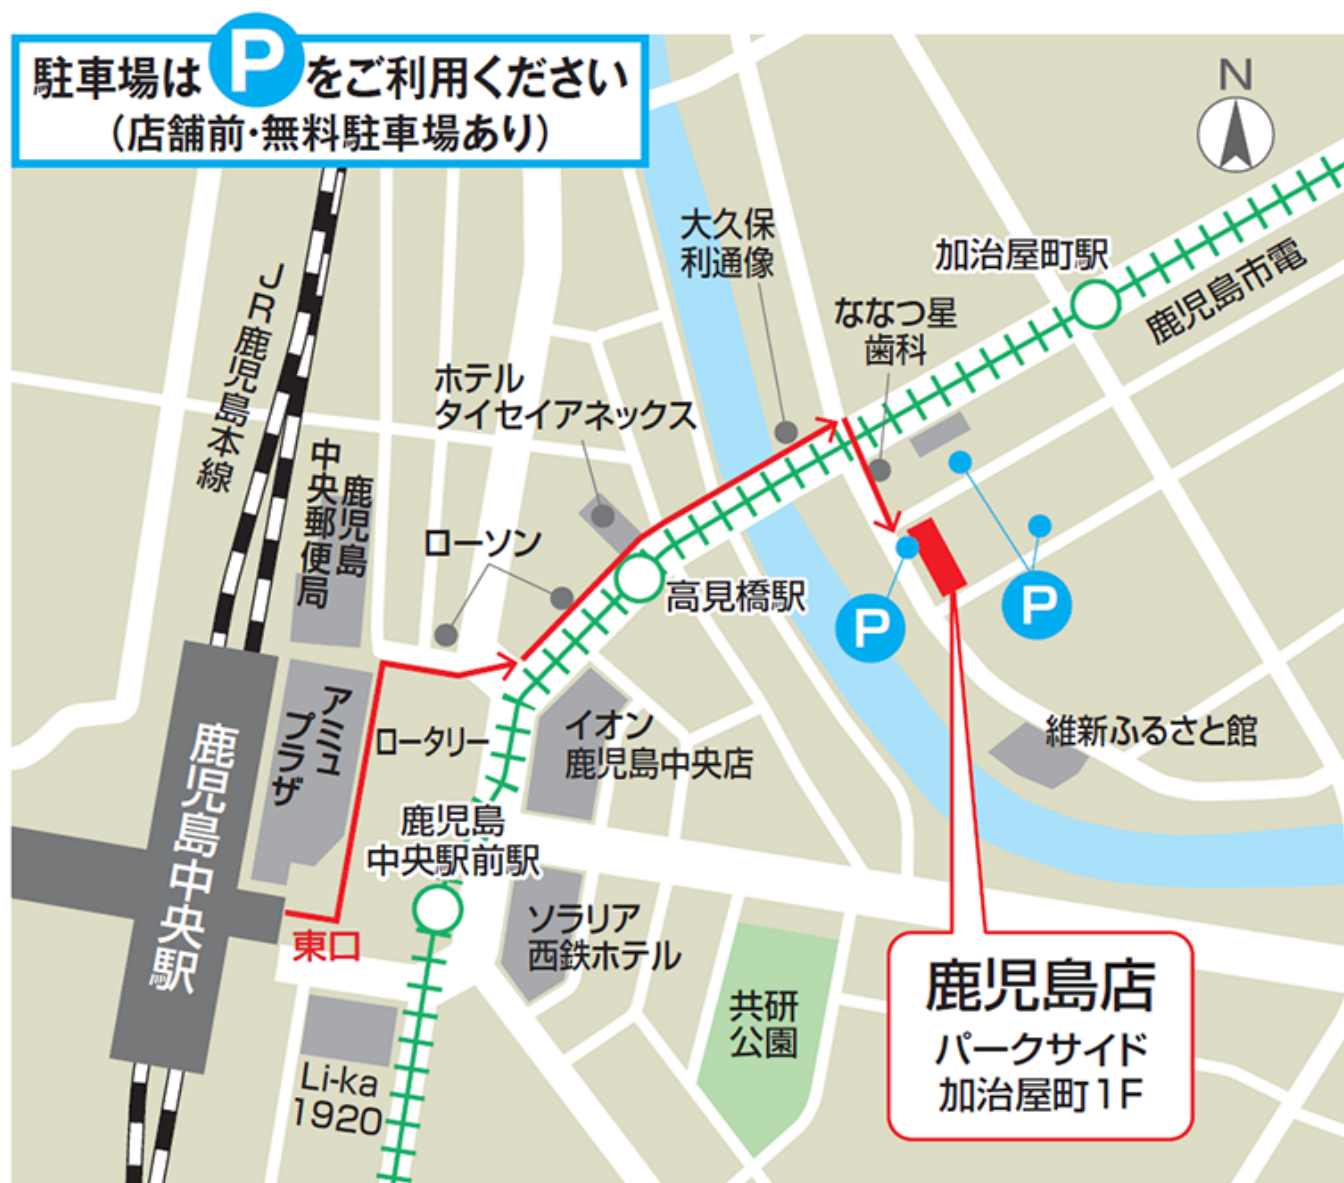 駐車場はPをご利用ください
(店舗前・無料駐車場あり)
N
大久保
利通像
加治屋町駅
鹿児島市電
ななつ星
歯科
JR鹿児島本線
ホテル
タイセイアネックス
鹿児島
中央郵便局
ローソン
高見橋駅
P
P
アミュ
プラザ
ロータリー
イオン
鹿児島中央店
維新ふるさと館
鹿児島中央駅
鹿児島
中央駅前駅
東口
ソラリア
西鉄ホテル
共研
公園
鹿児島店
パークサイド
加治屋町1F
Li-ka
1920